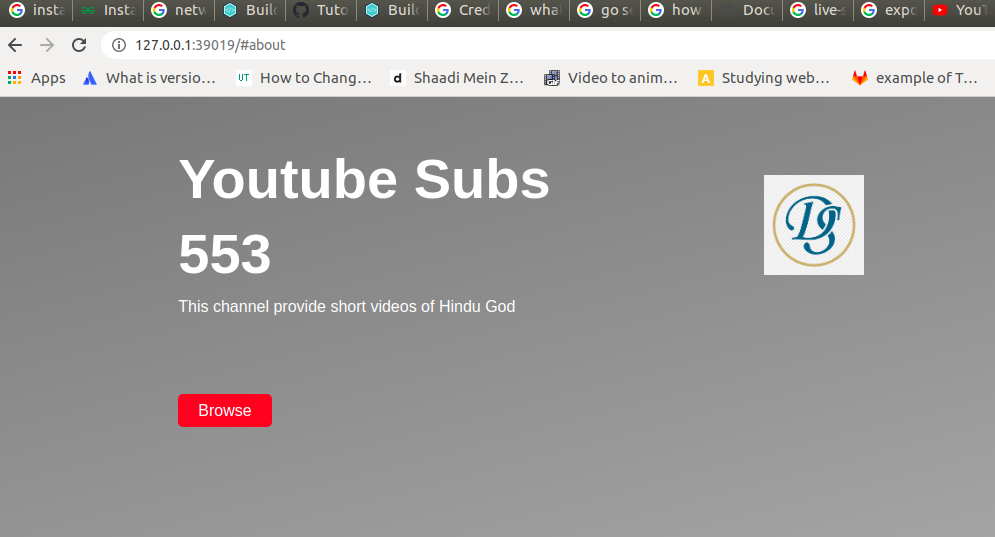 insta
Insta
netw
Build
Tuto
Build
Cred
what
go se
how
Docu
live-s
expo
YouT
127.0.0.1:39019/#about
Apps
What is versio...
How to Chang...
Shaadi Mein Z...
Video to anim...
Studying web...
example of T...
Youtube Subs
553
DS
This channel provide short videos of Hindu God
Browse